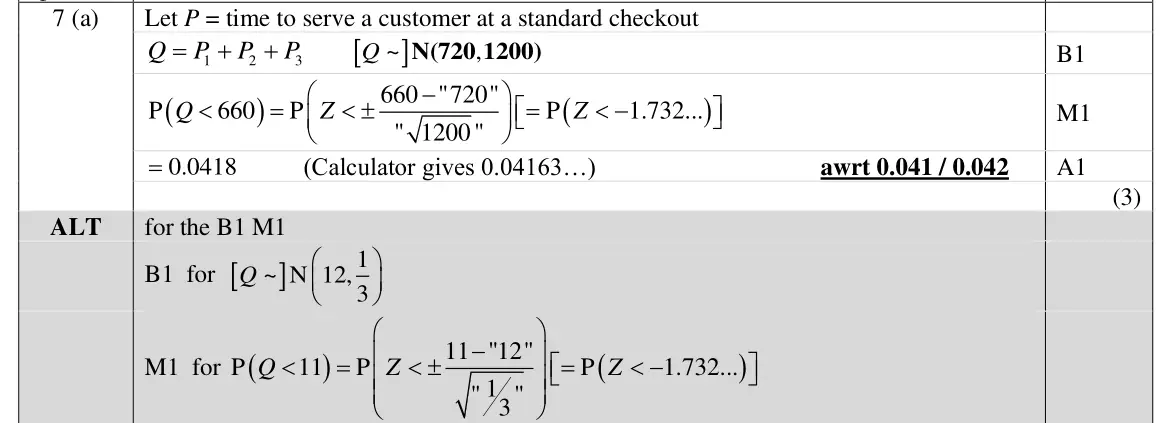 7 (a) Let P = time to serve a customer at a standard checkout
Q = P₁ + P₂ + P₃ [Q ~]N(720,1200) B1
P(Q < 660) = P(Z < ± (660 − "720") / "√1200") [= P(Z < −1.732...)] M1
= 0.0418 (Calculator gives 0.04163…) awrt 0.041 / 0.042 A1
(3)
ALT for the B1 M1
B1 for [Q ~]N(12, 1/3)
M1 for P(Q < 11) = P(Z < ± (11 − "12") / √"1/3") [= P(Z < −1.732...)]